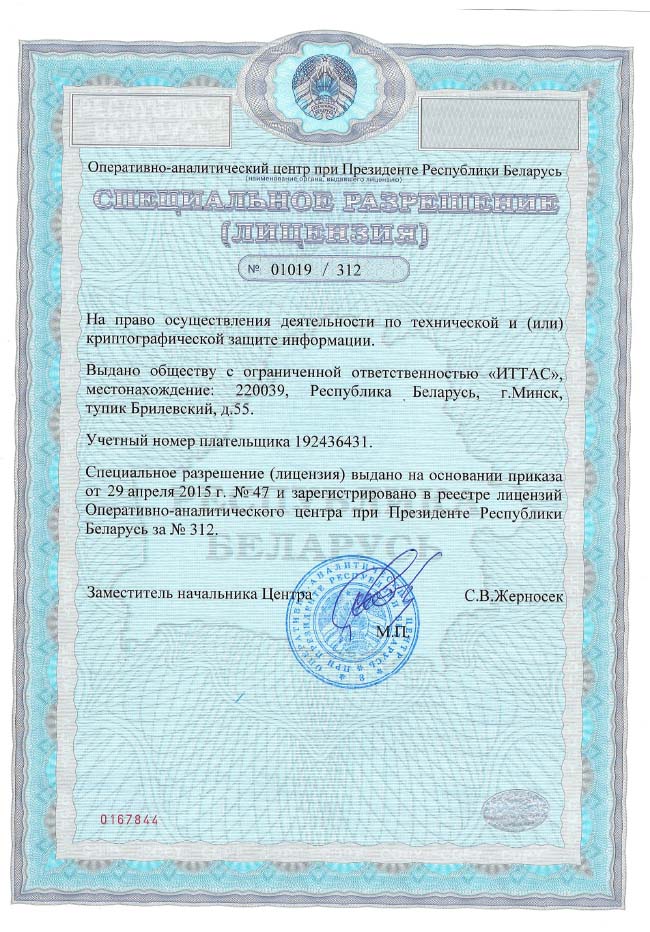 Оперативно-аналитический центр при Президенте Республики Беларусь
(наименование органа, выдавшего лицензию)
СПЕЦИАЛЬНОЕ РАЗРЕШЕНИЕ
(ЛИЦЕНЗИЯ)
№ 01019 / 312
На право осуществления деятельности по технической и (или)
криптографической защите информации.
Выдано обществу с ограниченной ответственностью «ИТТАС»,
местонахождение: 220039, Республика Беларусь, г.Минск,
тупик Брилевский, д.55.
Учетный номер плательщика 192436431.
Специальное разрешение (лицензия) выдано на основании приказа
от 29 апреля 2015 г. № 47 и зарегистрировано в реестре лицензий
Оперативно-аналитического центра при Президенте Республики
Беларусь за № 312.
БЕЛАРУСЬ
Заместитель начальника Центра С.В.Жерносек
М.П.
ОПЕРАТИВНО-АНАЛИТИЧЕСКИЙ ЦЕНТР
ПРИ ПРЕЗИДЕНТЕ РЕСПУБЛИКИ БЕЛАРУСЬ
0167844